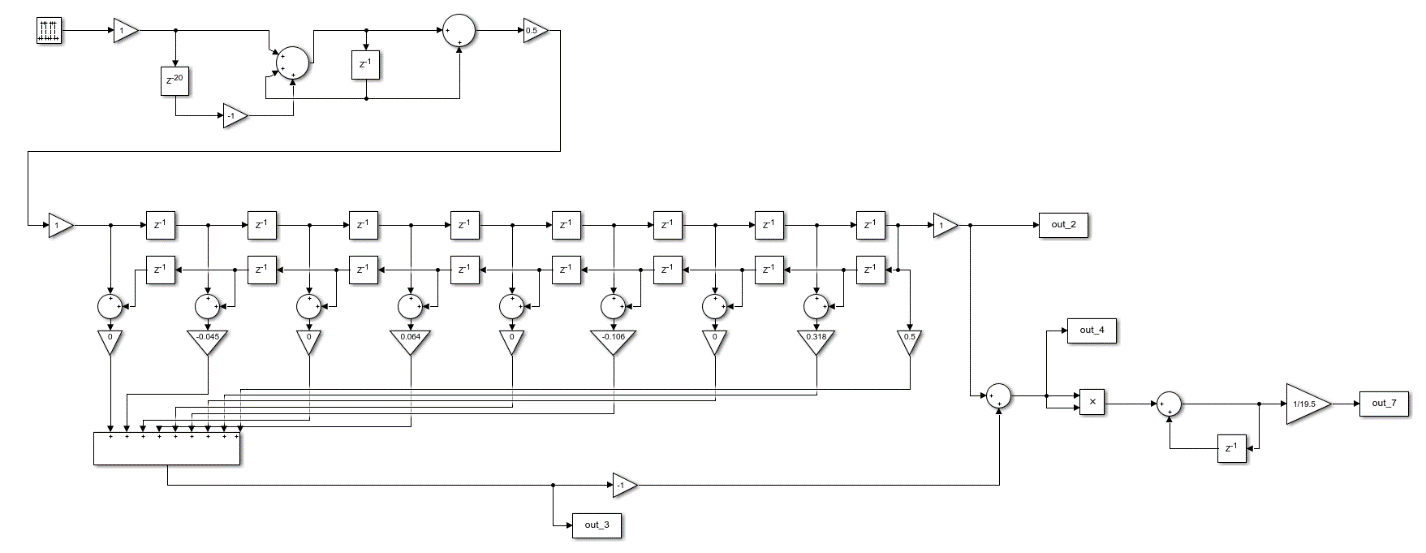 1
+
+
0.5
z-20
+
+
+
z-1
-1
1
z-1
z-1
z-1
z-1
z-1
z-1
z-1
z-1
1
out_2
z-1
z-1
z-1
z-1
z-1
z-1
z-1
z-1
+ +
+ +
+ +
+ +
+ +
+ +
+ +
+ +
0
-0.045
0
0.064
0
-0.106
0
0.318
0.5
out_4
+
+
×
+
+
1/19.5
out_7
+ + + + + + + + +
z-1
-1
out_3